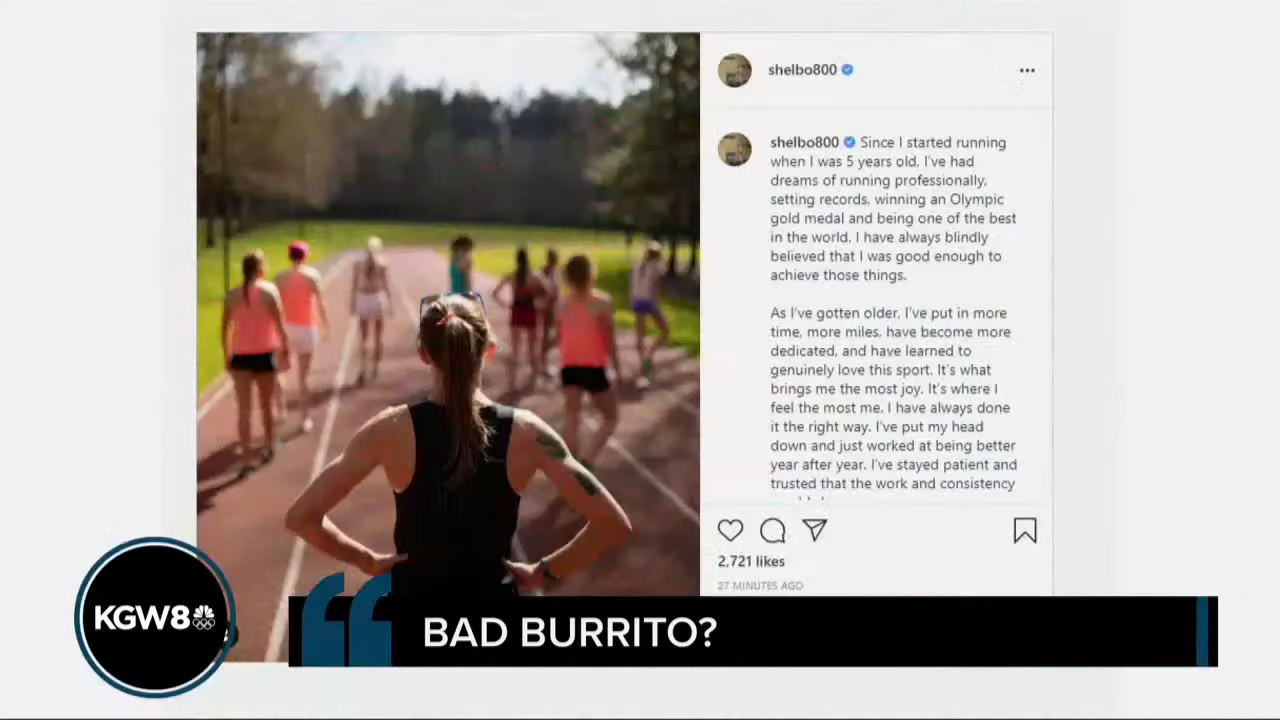 shelbo800
shelbo800 Since I started running
when I was 5 years old, I've had
dreams of running professionally,
setting records, winning an Olympic
gold medal and being one of the best
in the world. I have always blindly
believed that I was good enough to
achieve those things.
As I've gotten older, I've put in more
time, more miles, have become more
dedicated, and have learned to
genuinely love this sport. It's what
brings me the most joy. It's where I
feel the most me. I have always done
it the right way. I've put my head
down and just worked at being better
year after year. I've stayed patient and
trusted that the work and consistency
2,721 likes
27 MINUTES AGO
KGW8
BAD BURRITO?